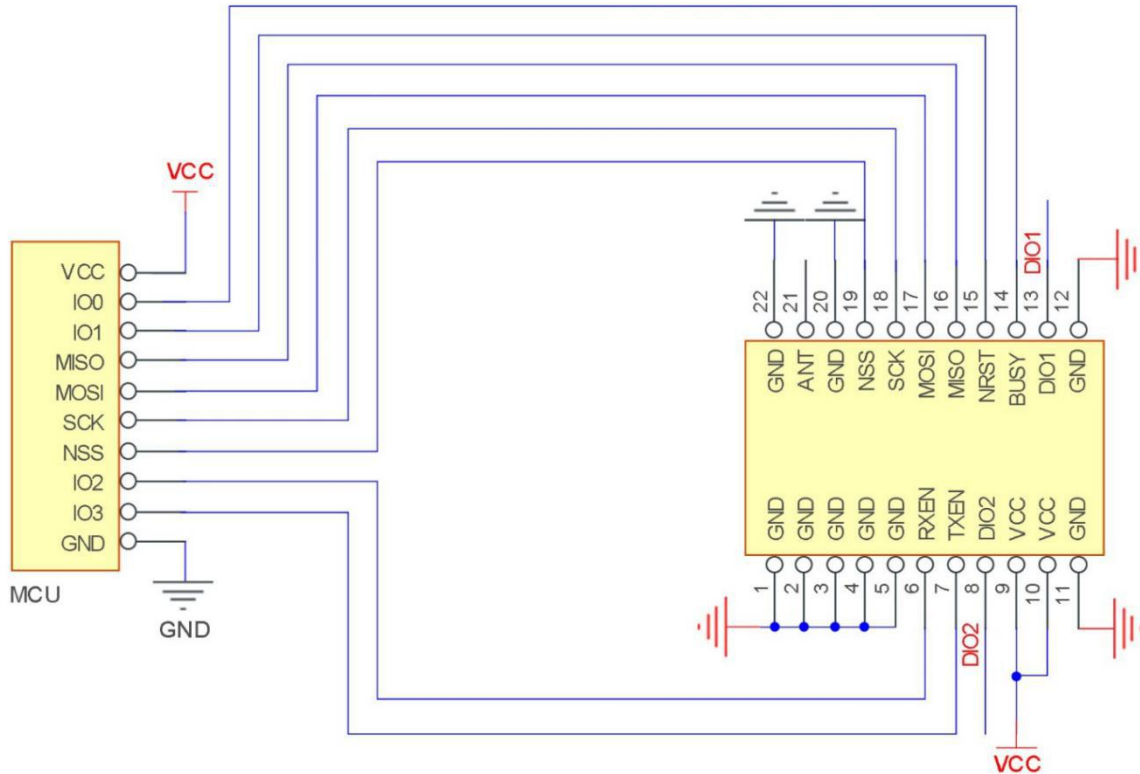 VCC
VCC
IO0
IO1
MISO
MOSI
SCK
NSS
IO2
IO3
GND
MCU
GND
DIO1
22
21
20
19
18
17
16
15
14
13
12
GND
ANT
GND
NSS
SCK
MOSI
MISO
NRST
BUSY
DIO1
GND
GND
GND
GND
GND
GND
RXEN
TXEN
DIO2
VCC
VCC
GND
1
2
3
4
5
6
7
8
9
10
11
DIO2
VCC